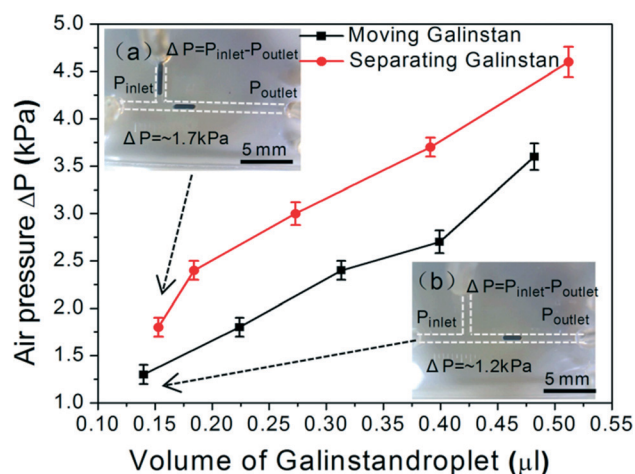 Air pressure ΔP (kPa)
5.0
4.5
4.0
3.5
3.0
2.5
2.0
1.5
1.0
Moving Galinstan
Separating Galinstan
(a) ΔP=Pinlet-Poutlet
Pinlet Poutlet
ΔP=~1.7kPa
5 mm
(b) ΔP=Pinlet-Poutlet
Pinlet Poutlet
ΔP=~1.2kPa
5 mm
0.10 0.15 0.20 0.25 0.30 0.35 0.40 0.45 0.50 0.55
Volume of Galinstandroplet (μl)